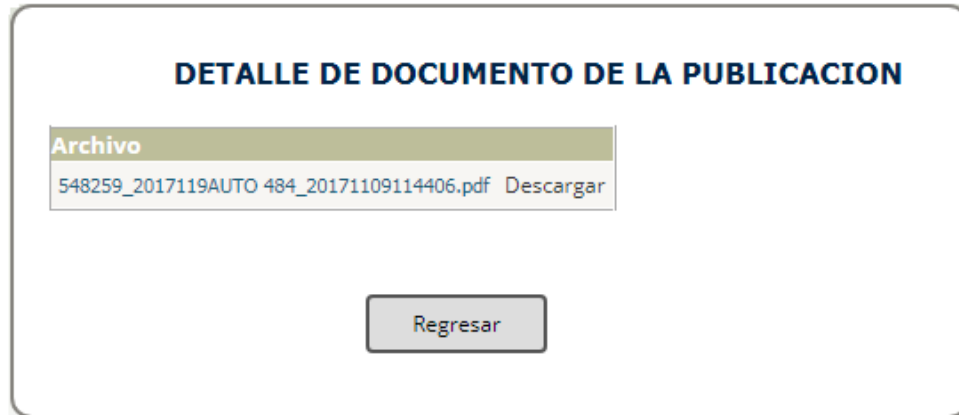 DETALLE DE DOCUMENTO DE LA PUBLICACION
Archivo
548259_2017119AUTO 484_20171109114406.pdf Descargar
Regresar